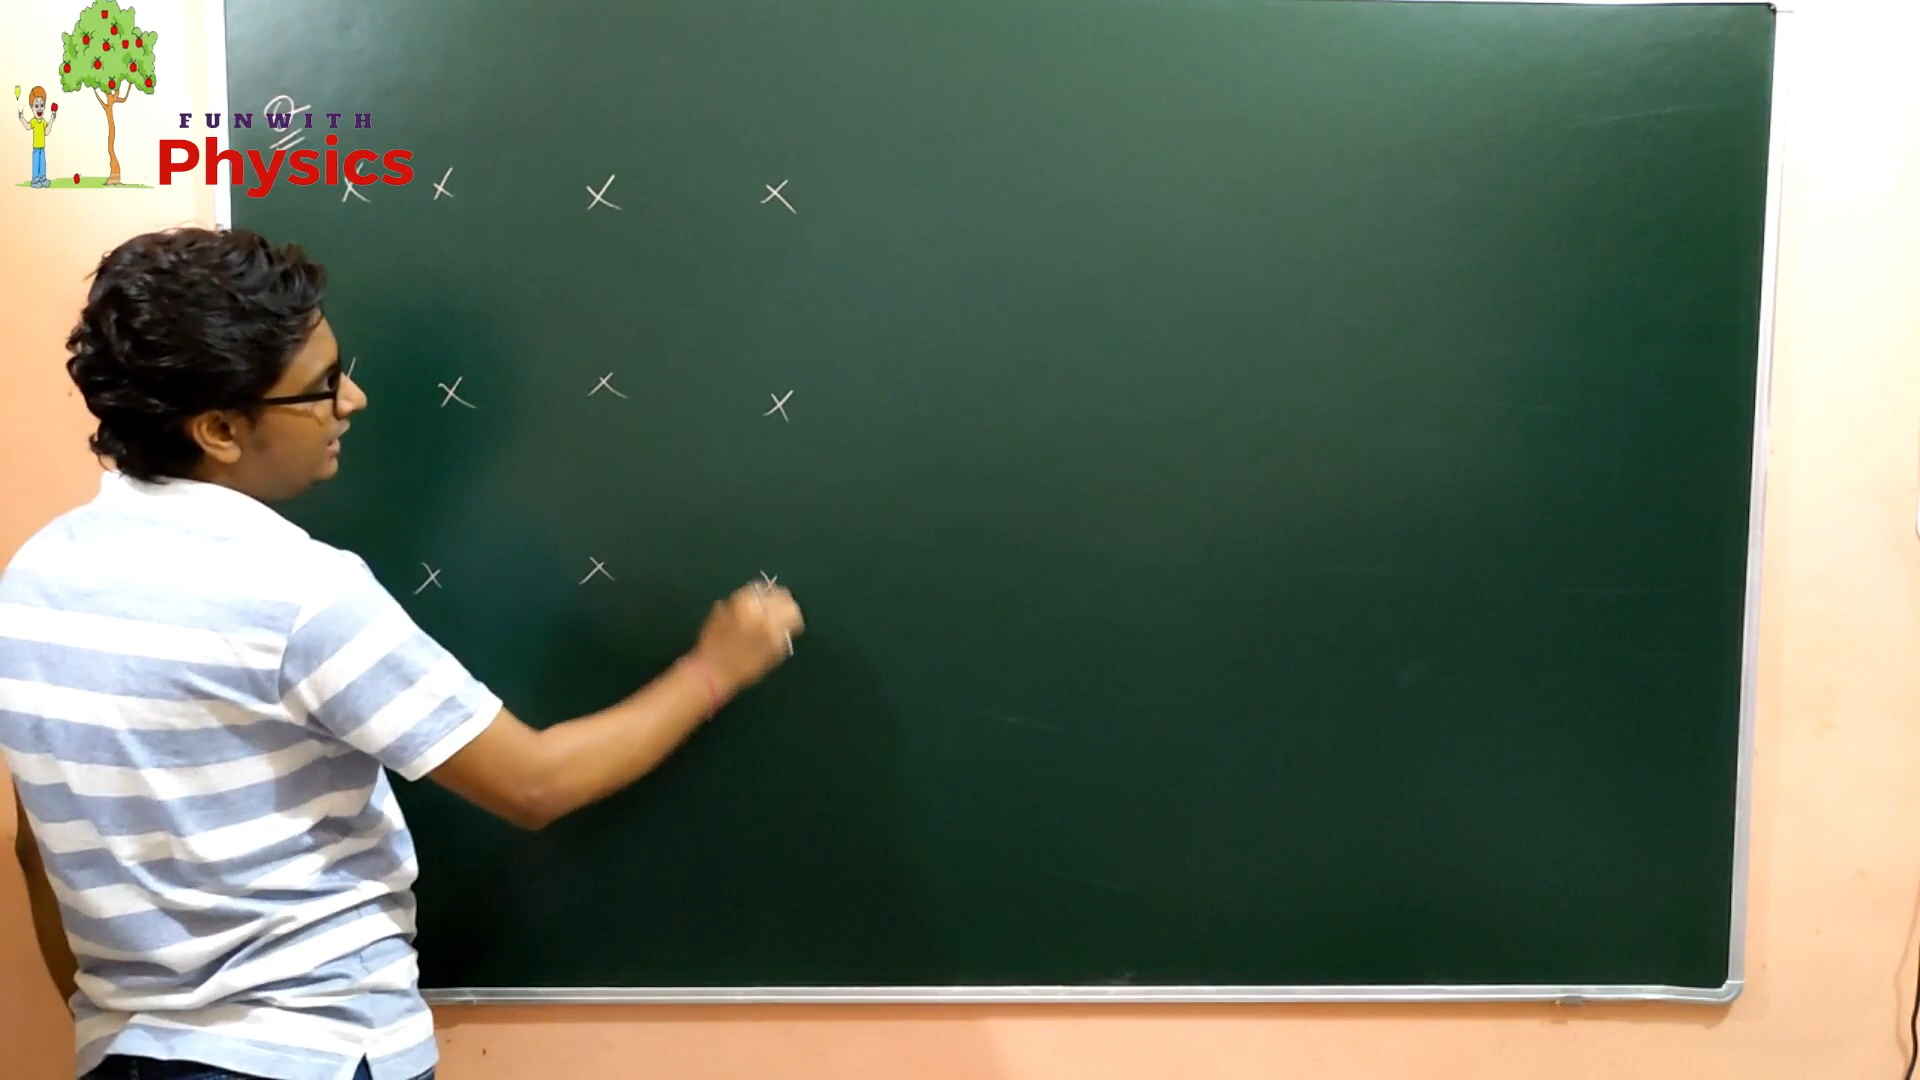 Q
FUN WITH
Physics
x x x x
x x x
x x x